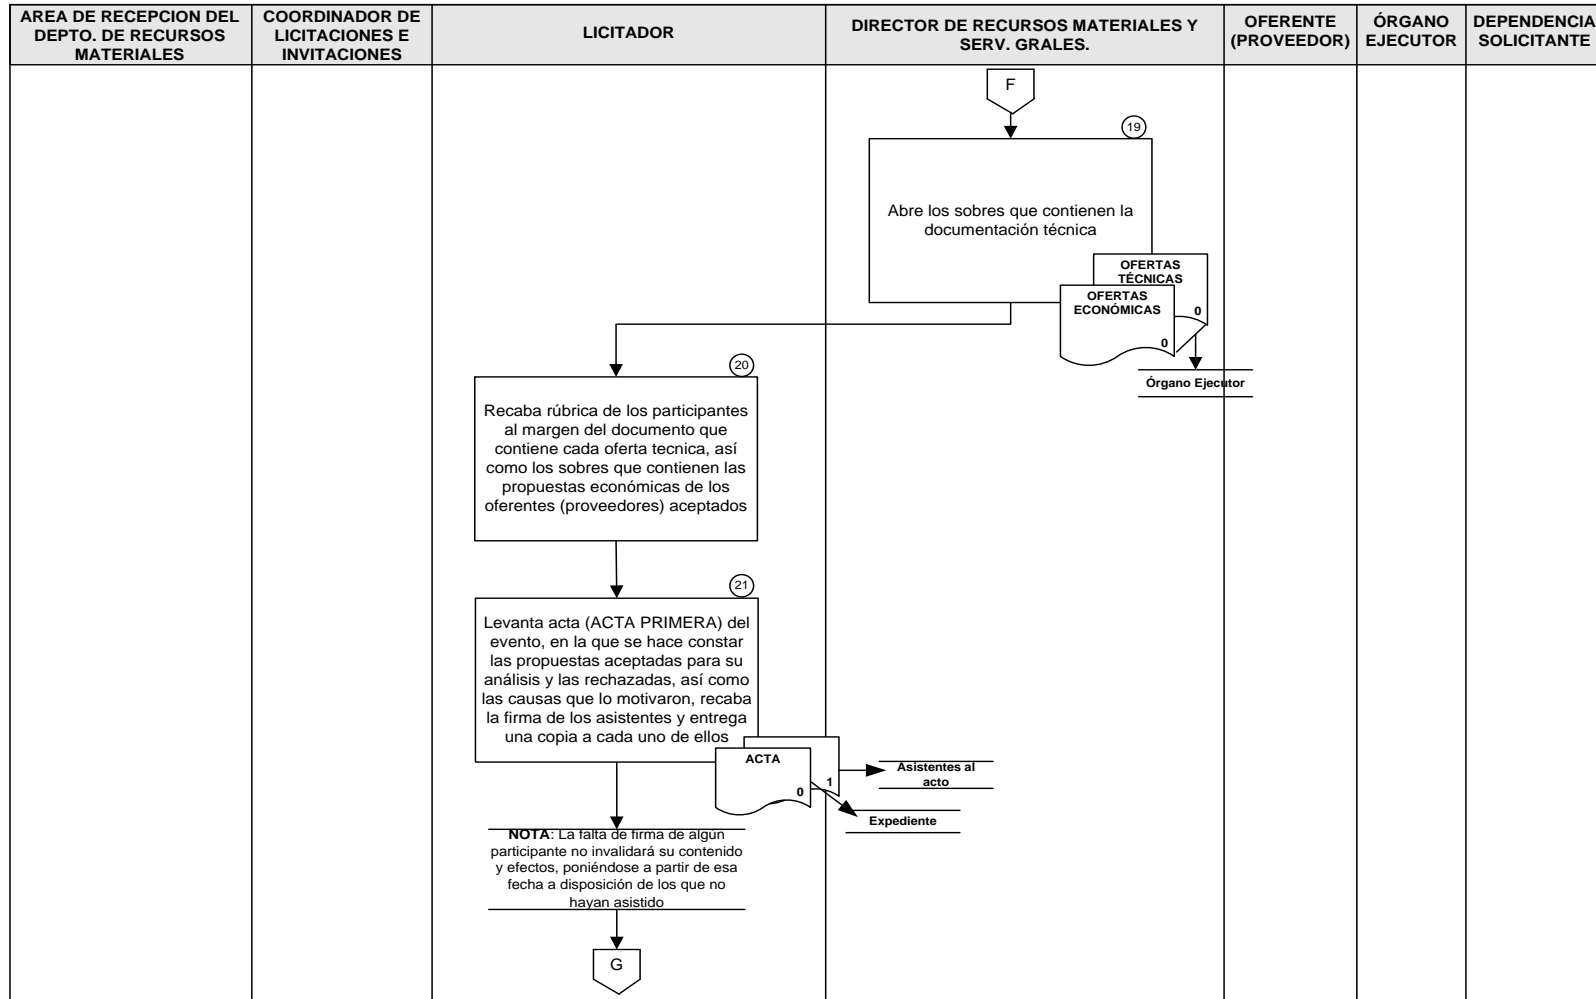 AREA DE RECEPCION DEL
DEPTO. DE RECURSOS
MATERIALES
COORDINADOR DE
LICITACIONES E
INVITACIONES
LICITADOR
DIRECTOR DE RECURSOS MATERIALES Y
SERV. GRALES.
OFERENTE
(PROVEEDOR)
ÓRGANO
EJECUTOR
DEPENDENCIA
SOLICITANTE
F
19
Abre los sobres que contienen la
documentación técnica
OFERTAS
TÉCNICAS
0
OFERTAS
ECONÓMICAS
0
Órgano Ejecutor
20
Recaba rúbrica de los participantes
al margen del documento que
contiene cada oferta tecnica, así
como los sobres que contienen las
propuestas económicas de los
oferentes (proveedores) aceptados
21
Levanta acta (ACTA PRIMERA) del
evento, en la que se hace constar
las propuestas aceptadas para su
análisis y las rechazadas, así como
las causas que lo motivaron, recaba
la firma de los asistentes y entrega
una copia a cada uno de ellos
ACTA
0
1
Asistentes al
acto
Expediente
NOTA: La falta de firma de algún
participante no invalidará su contenido
y efectos, poniéndose a partir de esa
fecha a disposición de los que no
hayan asistido
G